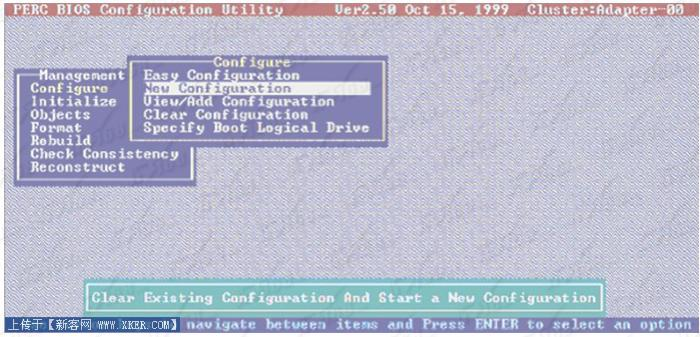 PERC BIOS Configuration Utility Ver2.50 Oct 15, 1999 Cluster:Adapter-00
Configure
Management
Easy Configuration
Configure
New Configuration
Initialize
View/Add Configuration
Objects
Clear Configuration
Format
Specify Boot Logical Drive
Rebuild
Check Consistency
Reconstruct
Clear Existing Configuration And Start a New Configuration
上传于【新客网 www.XKER.com】 navigate between items and Press ENTER to select an option